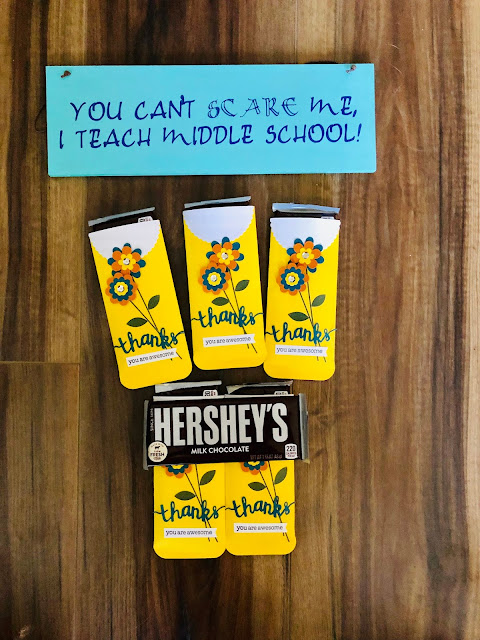 YOU CAN'T SCARE ME,
I TEACH MIDDLE SCHOOL!
thanks
you are awesome
thanks
you are awesome
thanks
you are awesome
HERSHEY'S
MILK CHOCOLATE
220
thanks
you are awesome
thanks
you are awesome